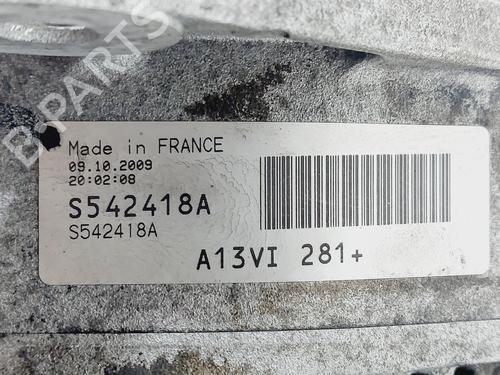 B-PARTS
Made in FRANCE
09.10.2009
20:02:08
S542418A
S542418A
A13VI 281+